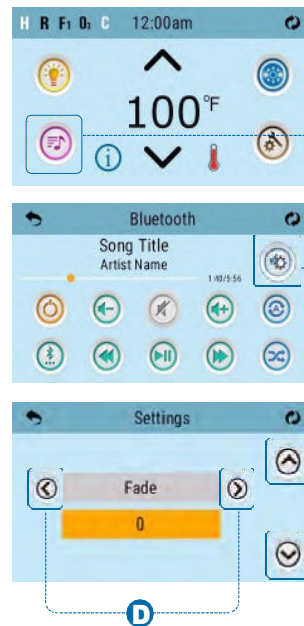 H R F1 O3 C 12:00am
100°F
i
Bluetooth
Song Title
Artist Name
1:40/5:56
A
Settings
Fade
0
D